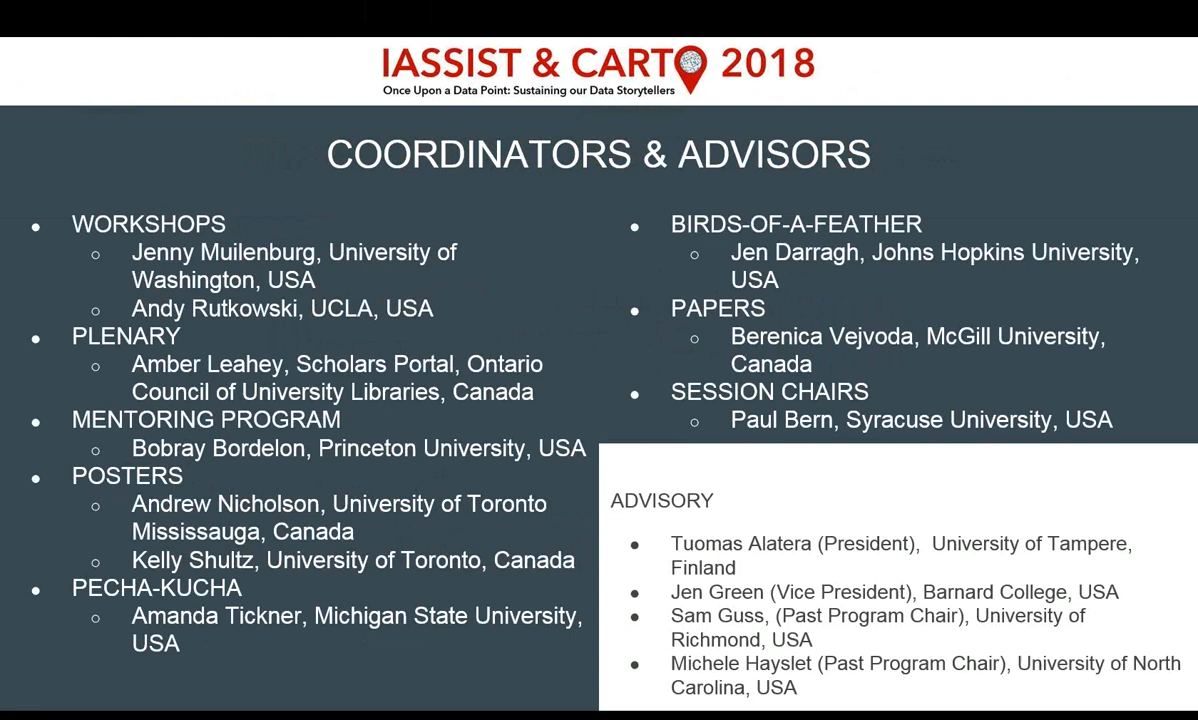 IASSIST & CARTO 2018
Once Upon a Data Point: Sustaining our Data Storytellers
COORDINATORS & ADVISORS
● WORKSHOPS
○ Jenny Muilenburg, University of
Washington, USA
○ Andy Rutkowski, UCLA, USA
● PLENARY
○ Amber Leahey, Scholars Portal, Ontario
Council of University Libraries, Canada
● MENTORING PROGRAM
○ Bobray Bordelon, Princeton University, USA
● POSTERS
○ Andrew Nicholson, University of Toronto
Mississauga, Canada
○ Kelly Shultz, University of Toronto, Canada
● PECHA-KUCHA
○ Amanda Tickner, Michigan State University,
USA
● BIRDS-OF-A-FEATHER
○ Jen Darragh, Johns Hopkins University,
USA
● PAPERS
○ Berenica Vejvoda, McGill University,
Canada
● SESSION CHAIRS
○ Paul Bern, Syracuse University, USA
ADVISORY
● Tuomas Alatera (President), University of Tampere,
Finland
● Jen Green (Vice President), Barnard College, USA
● Sam Guss, (Past Program Chair), University of
Richmond, USA
● Michele Hayslet (Past Program Chair), University of North
Carolina, USA